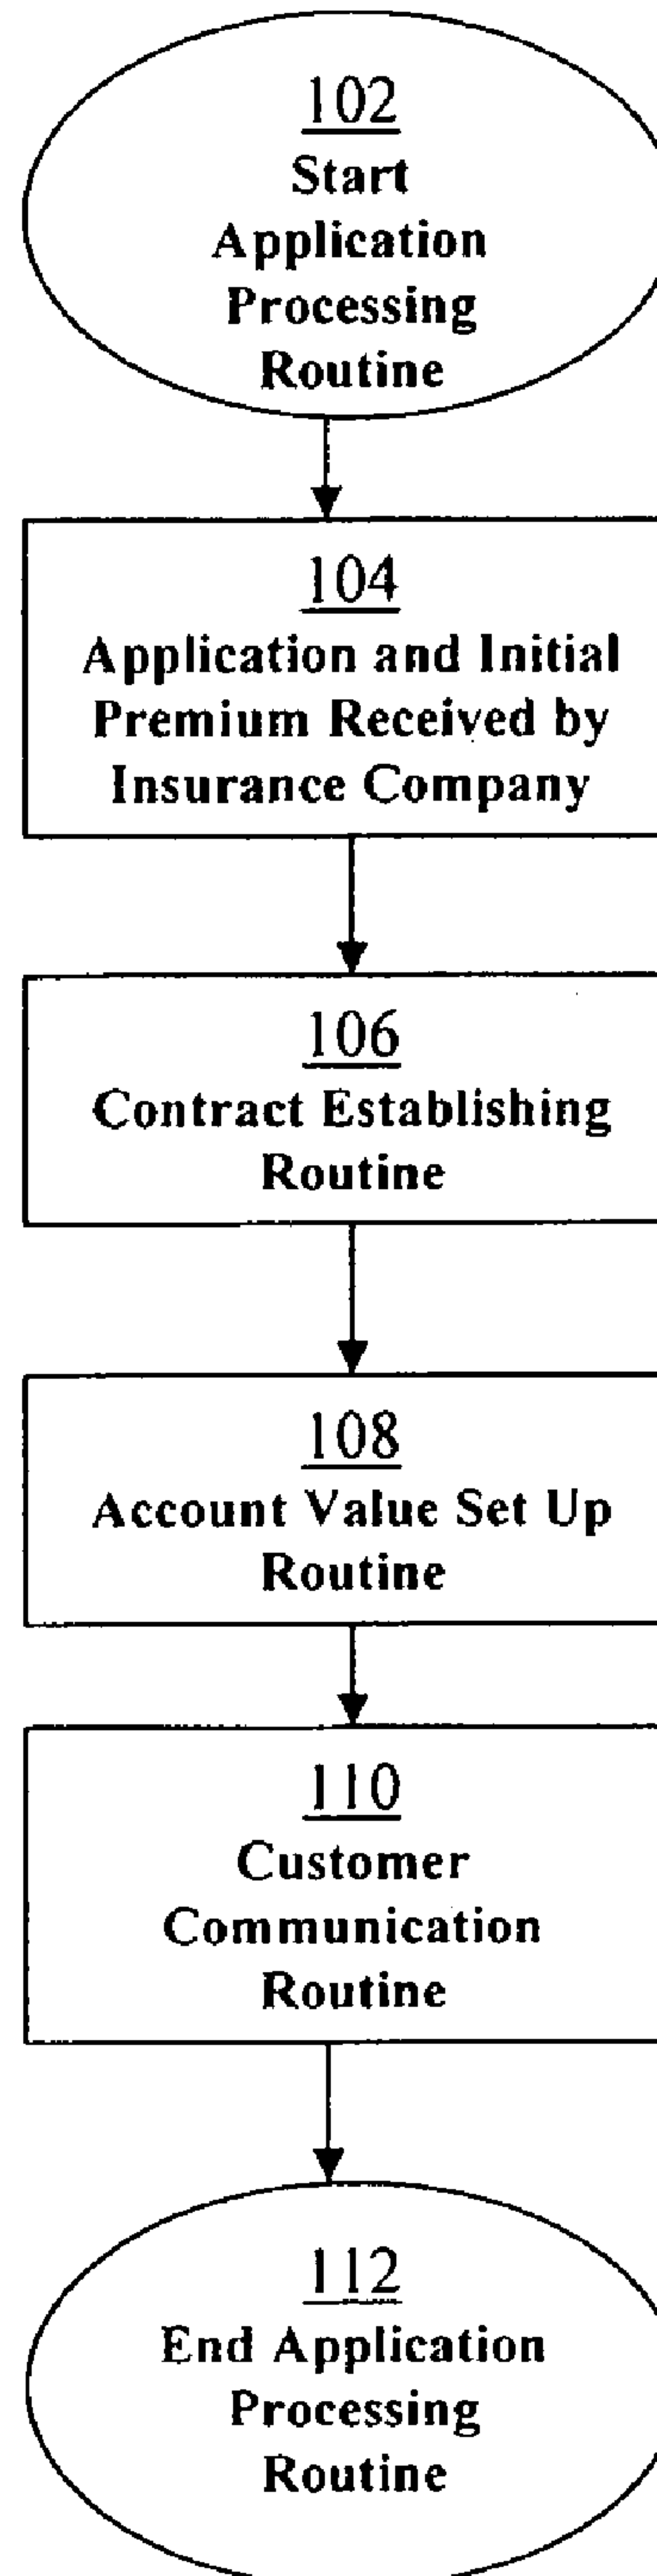 102
Start
Application
Processing
Routine
104
Application and Initial
Premium Received by
Insurance Company
106
Contract Establishing
Routine
108
Account Value Set Up
Routine
110
Customer
Communication
Routine
112
End Application
Processing
Routine